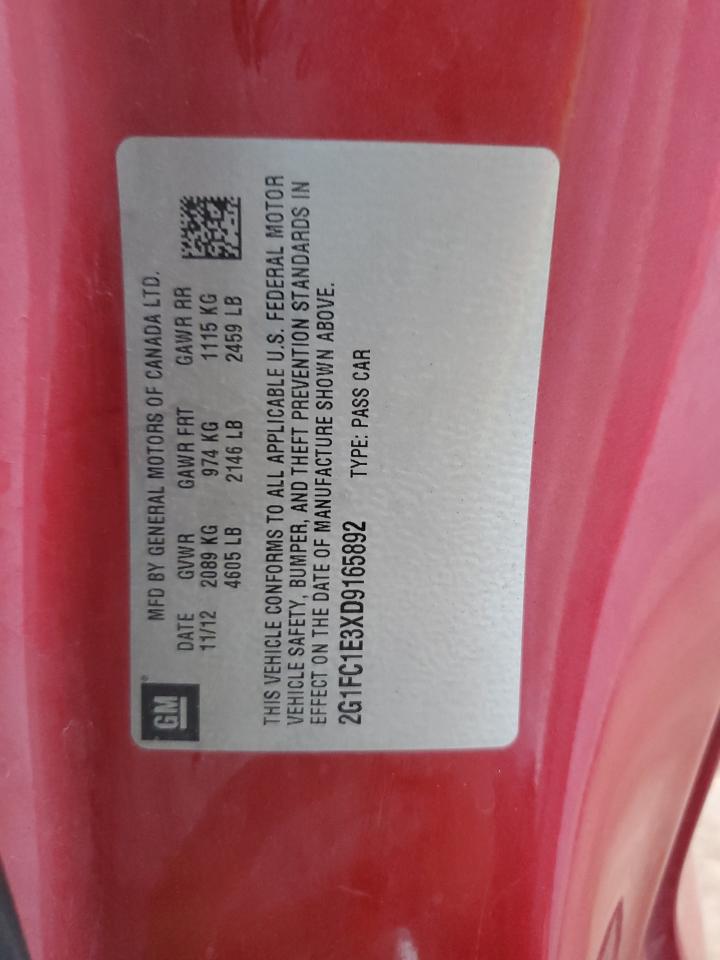 GM
MFD BY GENERAL MOTORS OF CANADA LTD.
DATE GVWR GAWR FRT GAWR RR
11/12 2089 KG 974 KG 1115 KG
4605 LB 2146 LB 2459 LB
THIS VEHICLE CONFORMS TO ALL APPLICABLE U.S. FEDERAL MOTOR
VEHICLE SAFETY, BUMPER, AND THEFT PREVENTION STANDARDS IN
EFFECT ON THE DATE OF MANUFACTURE SHOWN ABOVE.
2G1FC1E3XD9165892 TYPE: PASS CAR